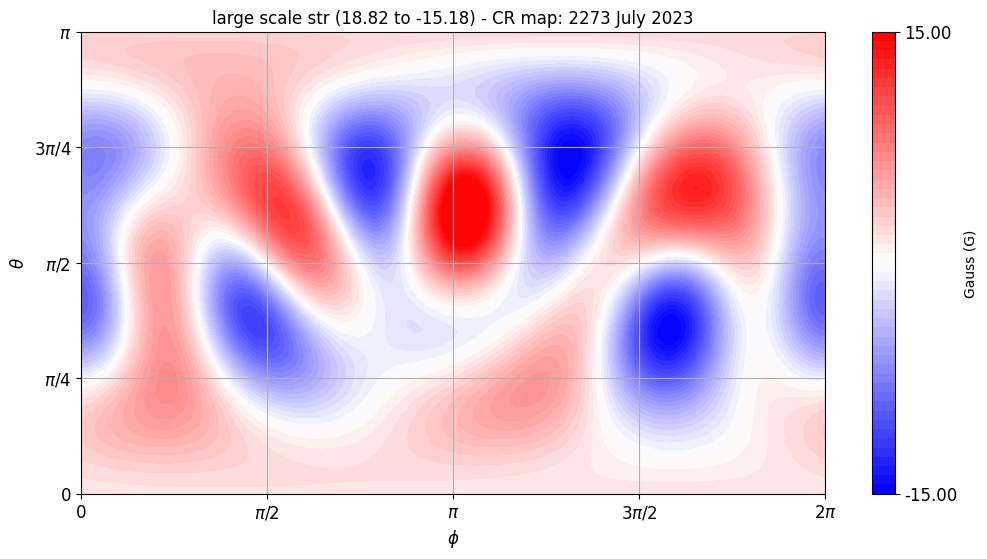 large scale str (18.82 to -15.18) - CR map: 2273 July 2023
π
3π/4
π/2
π/4
0
θ
0
π/2
π
3π/2
2π
ϕ
15.00
-15.00
Gauss (G)